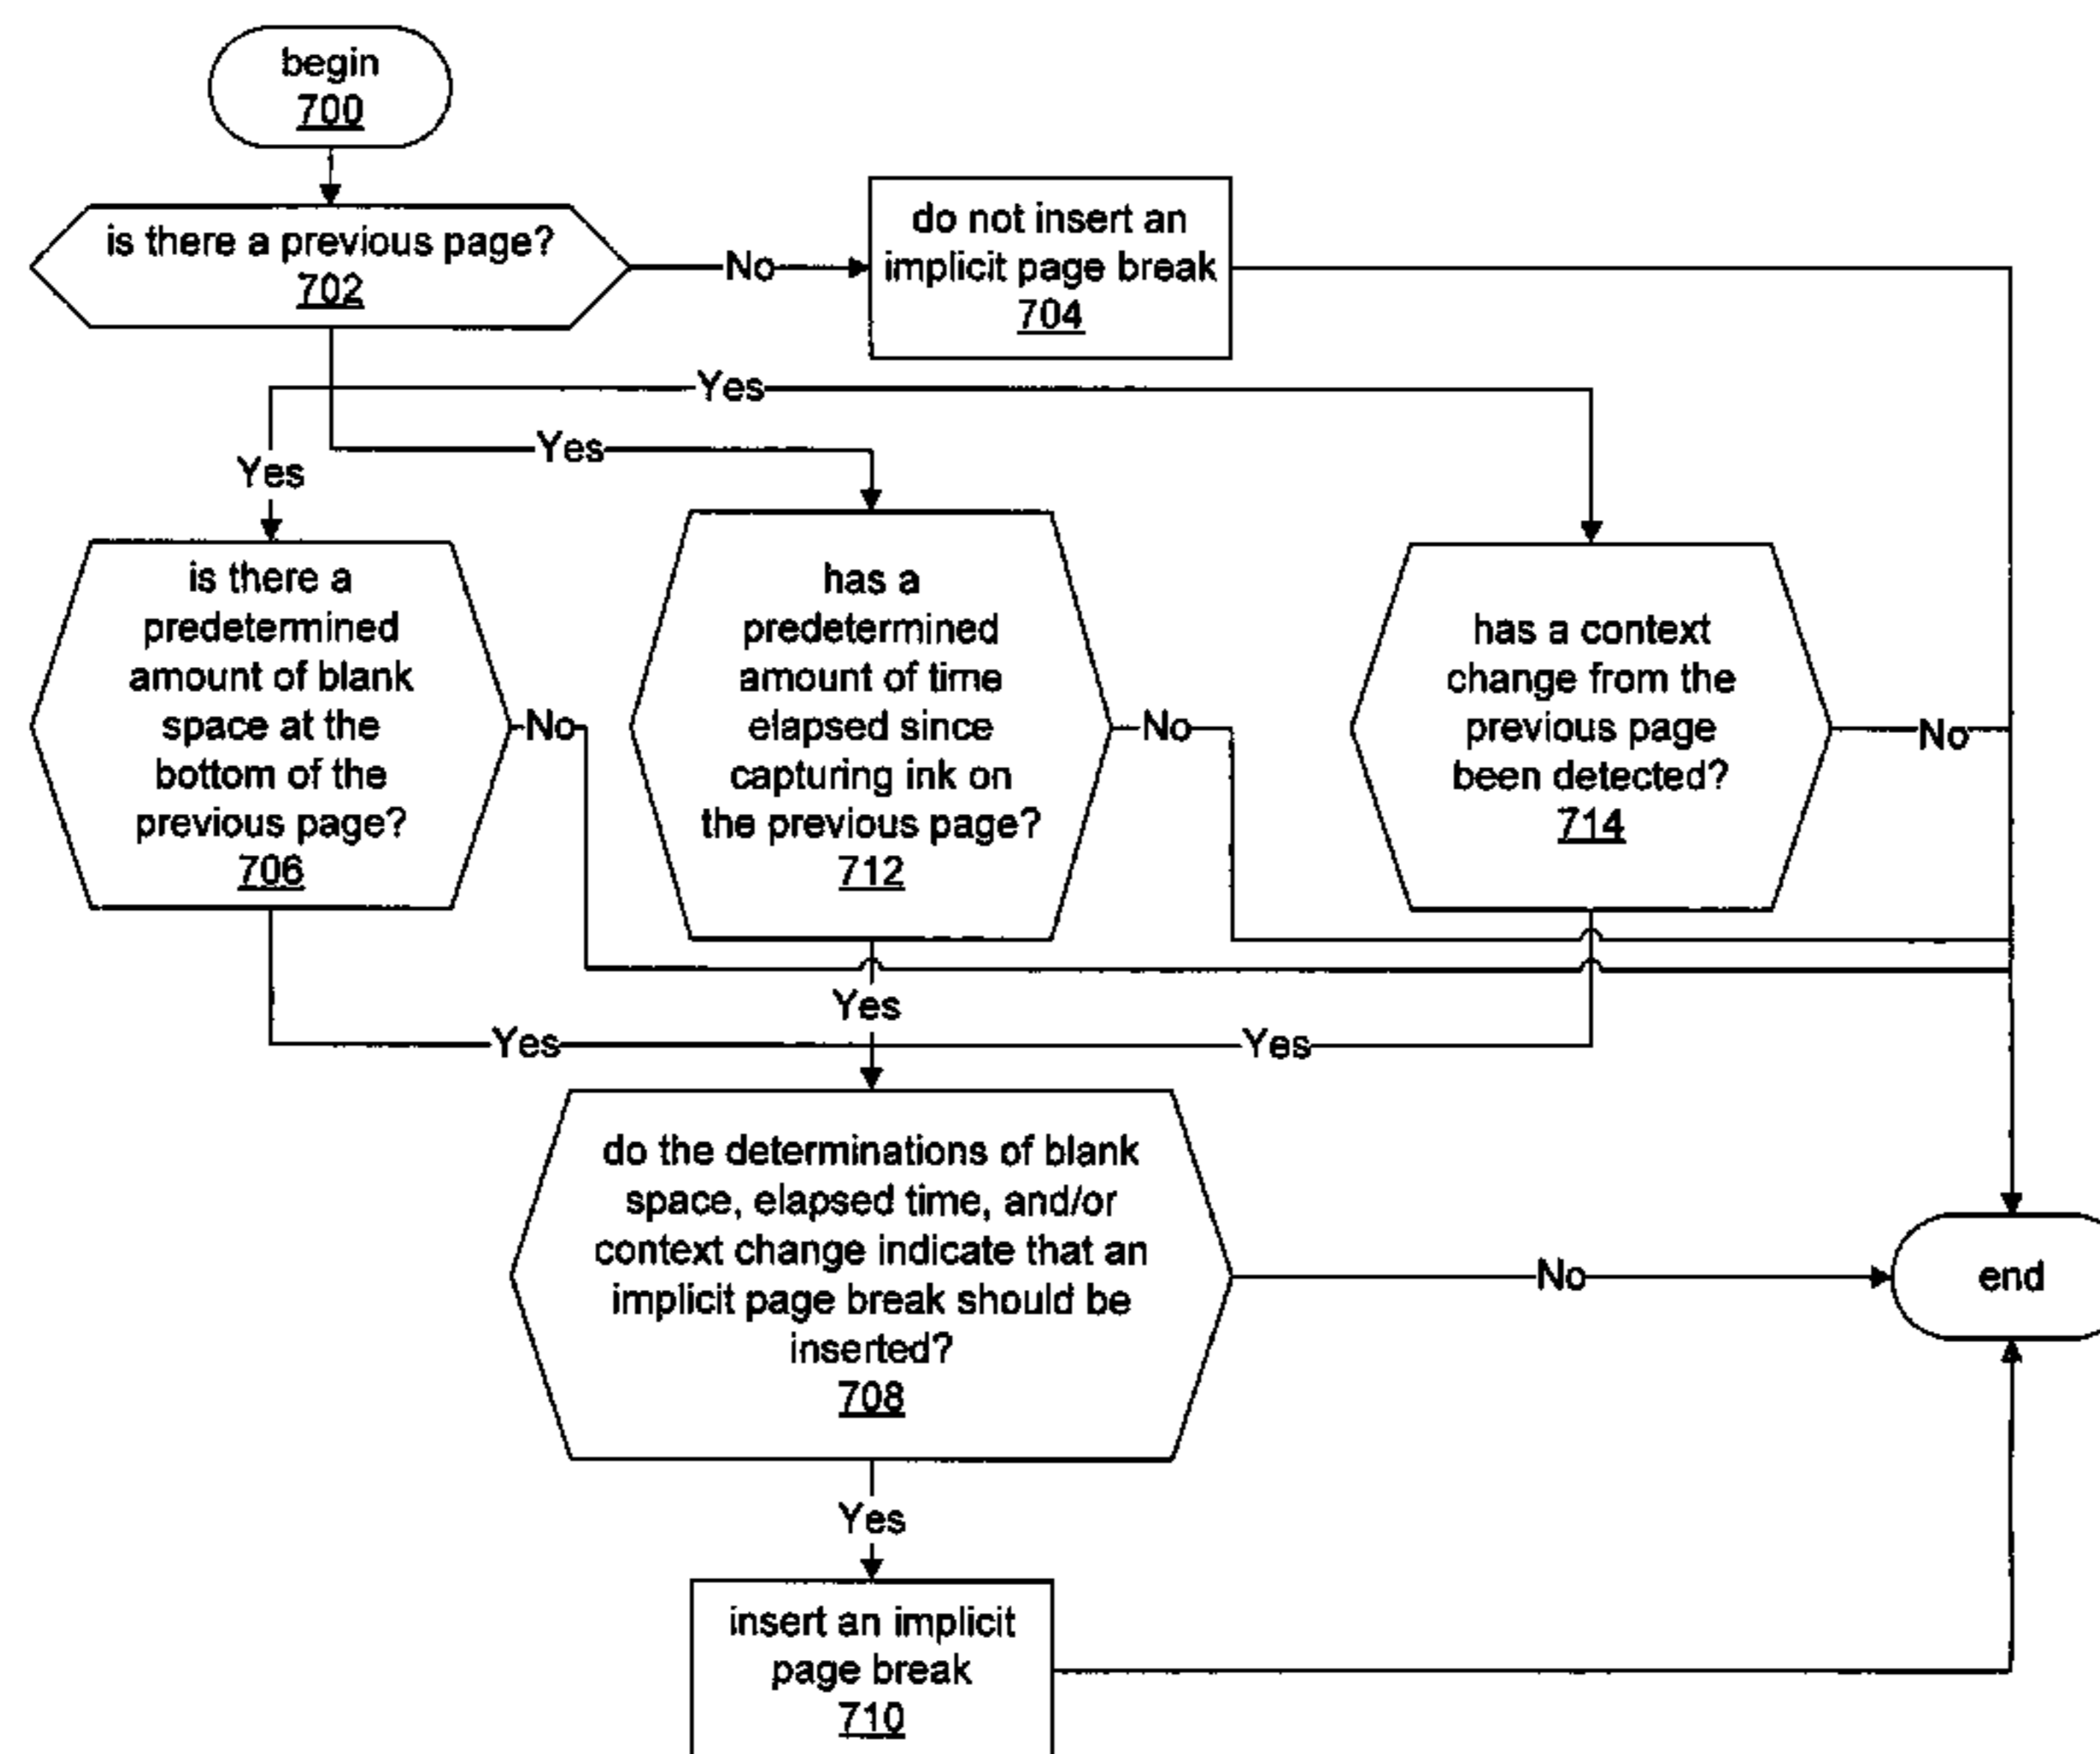 begin
700
is there a previous page?
702
No
do not insert an
implicit page break
704
Yes
Yes
Yes
is there a
predetermined
amount of blank
space at the
bottom of the
previous page?
706
No
has a
predetermined
amount of time
elapsed since
capturing ink on
the previous page?
712
No
has a context
change from the
previous page
been detected?
714
No
Yes
Yes
Yes
do the determinations of blank
space, elapsed time, and/or
context change indicate that an
implicit page break should be
inserted?
708
No
end
Yes
insert an implicit
page break
710